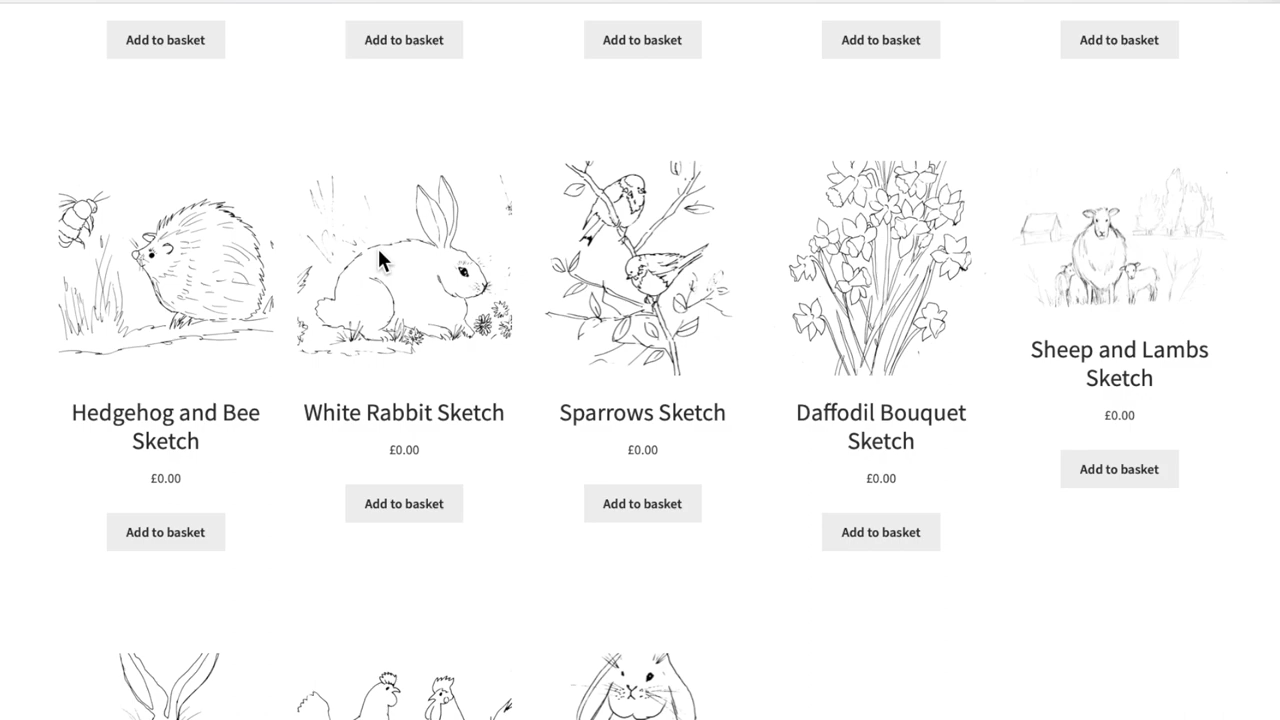 Add to basket
Add to basket
Add to basket
Add to basket
Add to basket
Hedgehog and Bee
Sketch
£0.00
Add to basket
White Rabbit Sketch
£0.00
Add to basket
Sparrows Sketch
£0.00
Add to basket
Daffodil Bouquet
Sketch
£0.00
Add to basket
Sheep and Lambs
Sketch
£0.00
Add to basket